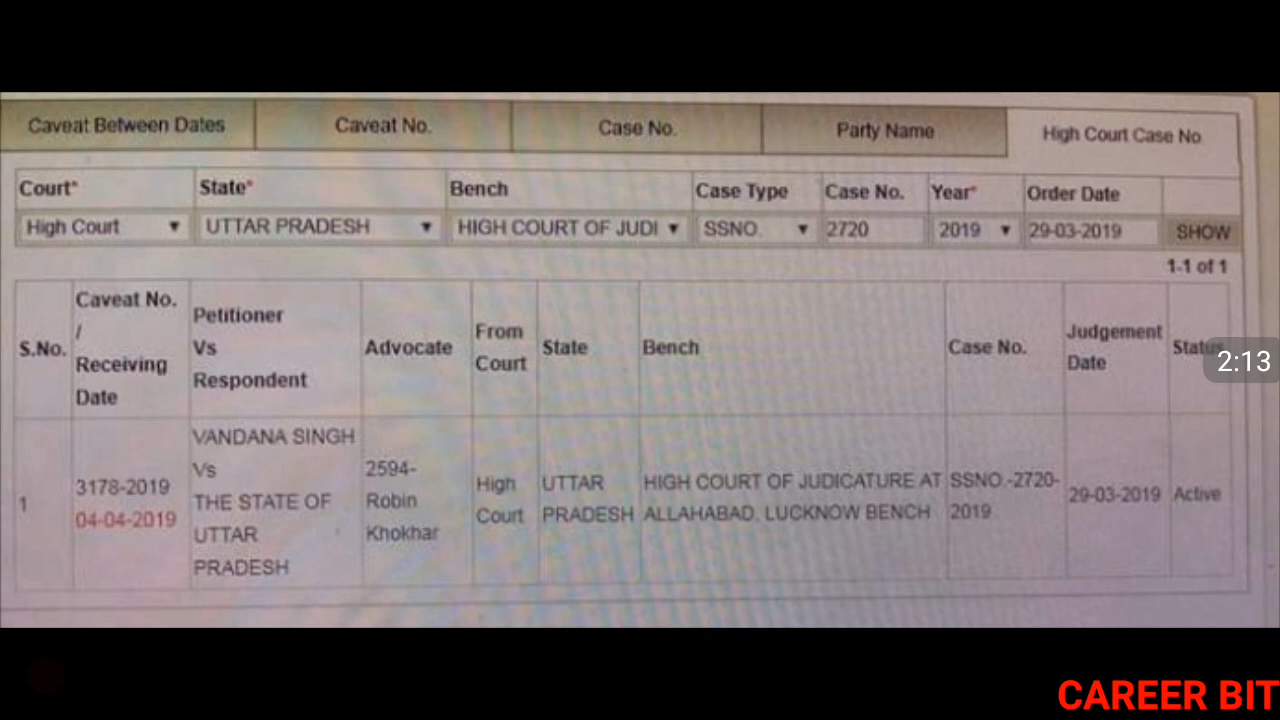 Caveat Between Dates
Caveat No.
Case No.
Party Name
High Court Case No
Court*
State*
Bench
Case Type
Case No.
Year*
Order Date
High Court ▼
UTTAR PRADESH ▼
HIGH COURT OF JUDI ▼
SSNO. ▼
2720
2019 ▼
29-03-2019
SHOW
1-1 of 1
S.No.
Caveat No.
/
Receiving
Date
Petitioner
Vs
Respondent
Advocate
From
Court
State
Bench
Case No.
Judgement
Date
Status
2:13
1
3178-2019
04-04-2019
VANDANA SINGH
Vs
THE STATE OF
UTTAR
PRADESH
2594-
Robin
Khokhar
High
Court
UTTAR
PRADESH
HIGH COURT OF JUDICATURE AT
ALLAHABAD, LUCKNOW BENCH
SSNO.-2720-
2019
29-03-2019
Active
CAREER BIT